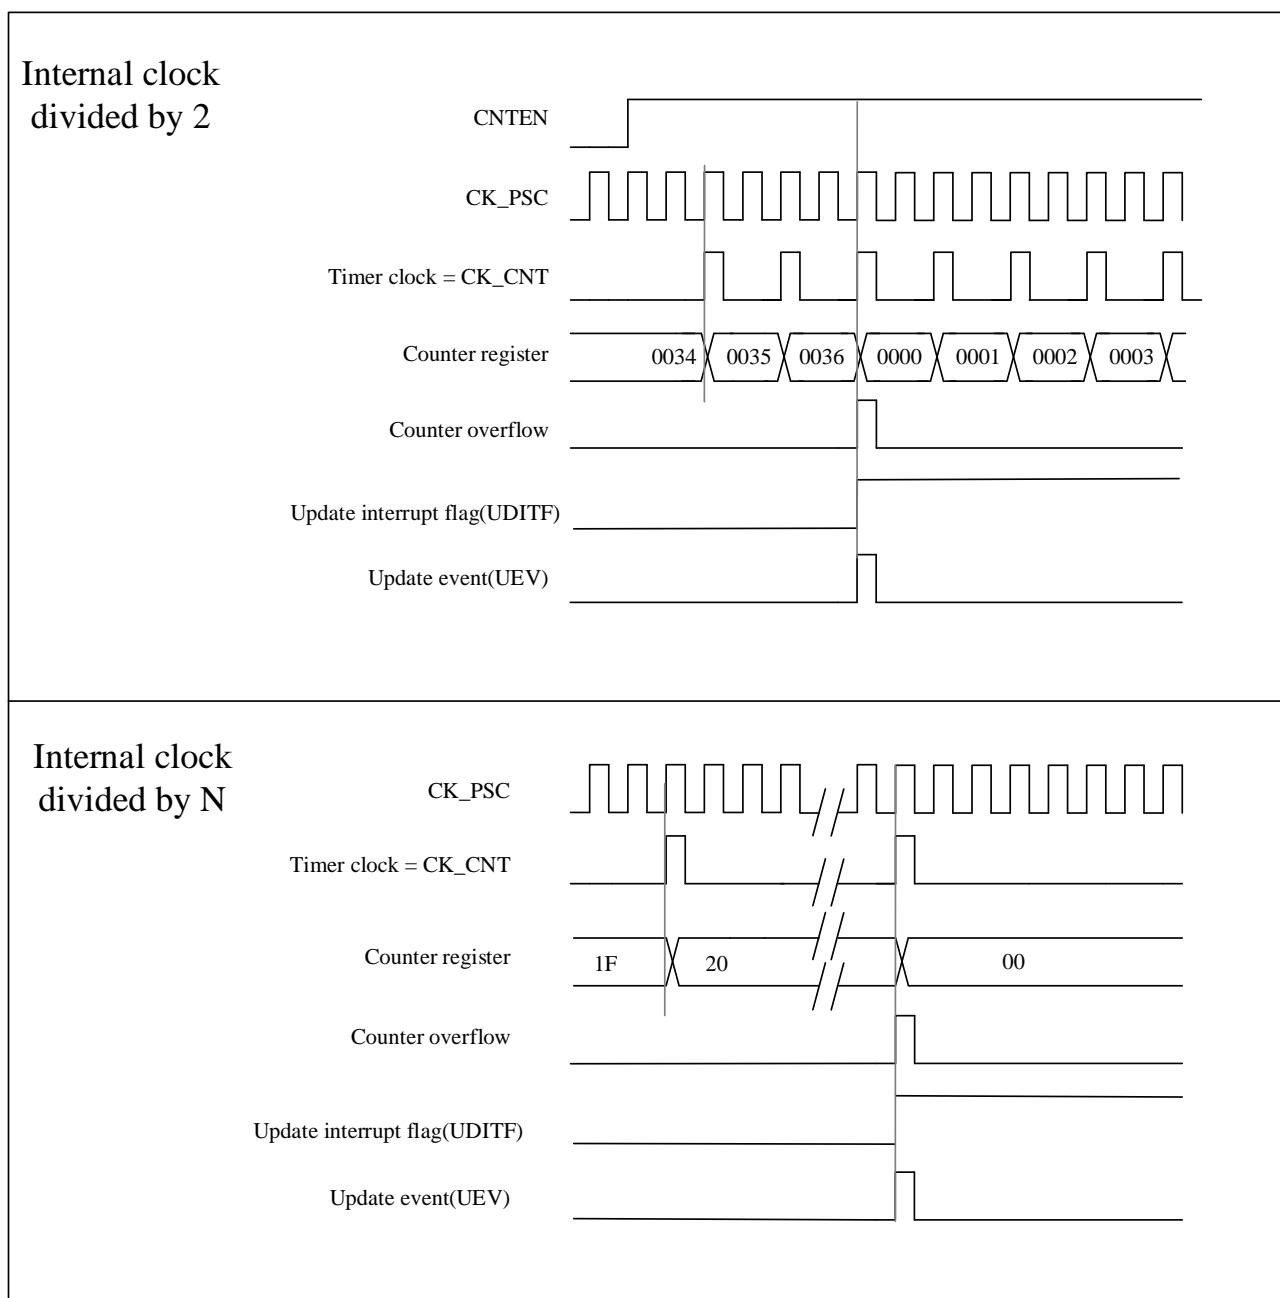 Internal clock
divided by 2
CNTEN
CK_PSC
Timer clock = CK_CNT
Counter register
0034 0035 0036 0000 0001 0002 0003
Counter overflow
Update interrupt flag(UDITF)
Update event(UEV)
Internal clock
divided by N
CK_PSC
Timer clock = CK_CNT
Counter register
1F 20 00
Counter overflow
Update interrupt flag(UDITF)
Update event(UEV)